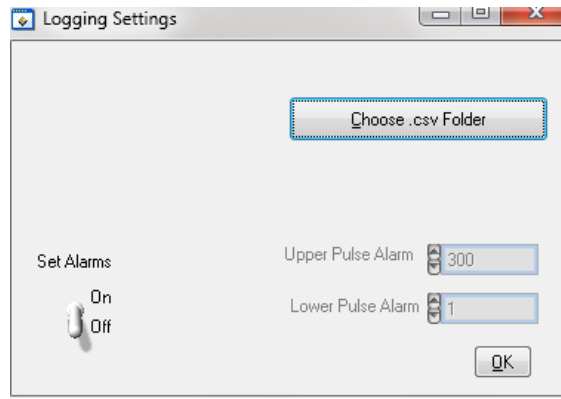 Logging Settings
Choose .csv Folder
Set Alarms
On
Off
Upper Pulse Alarm 300
Lower Pulse Alarm 1
OK